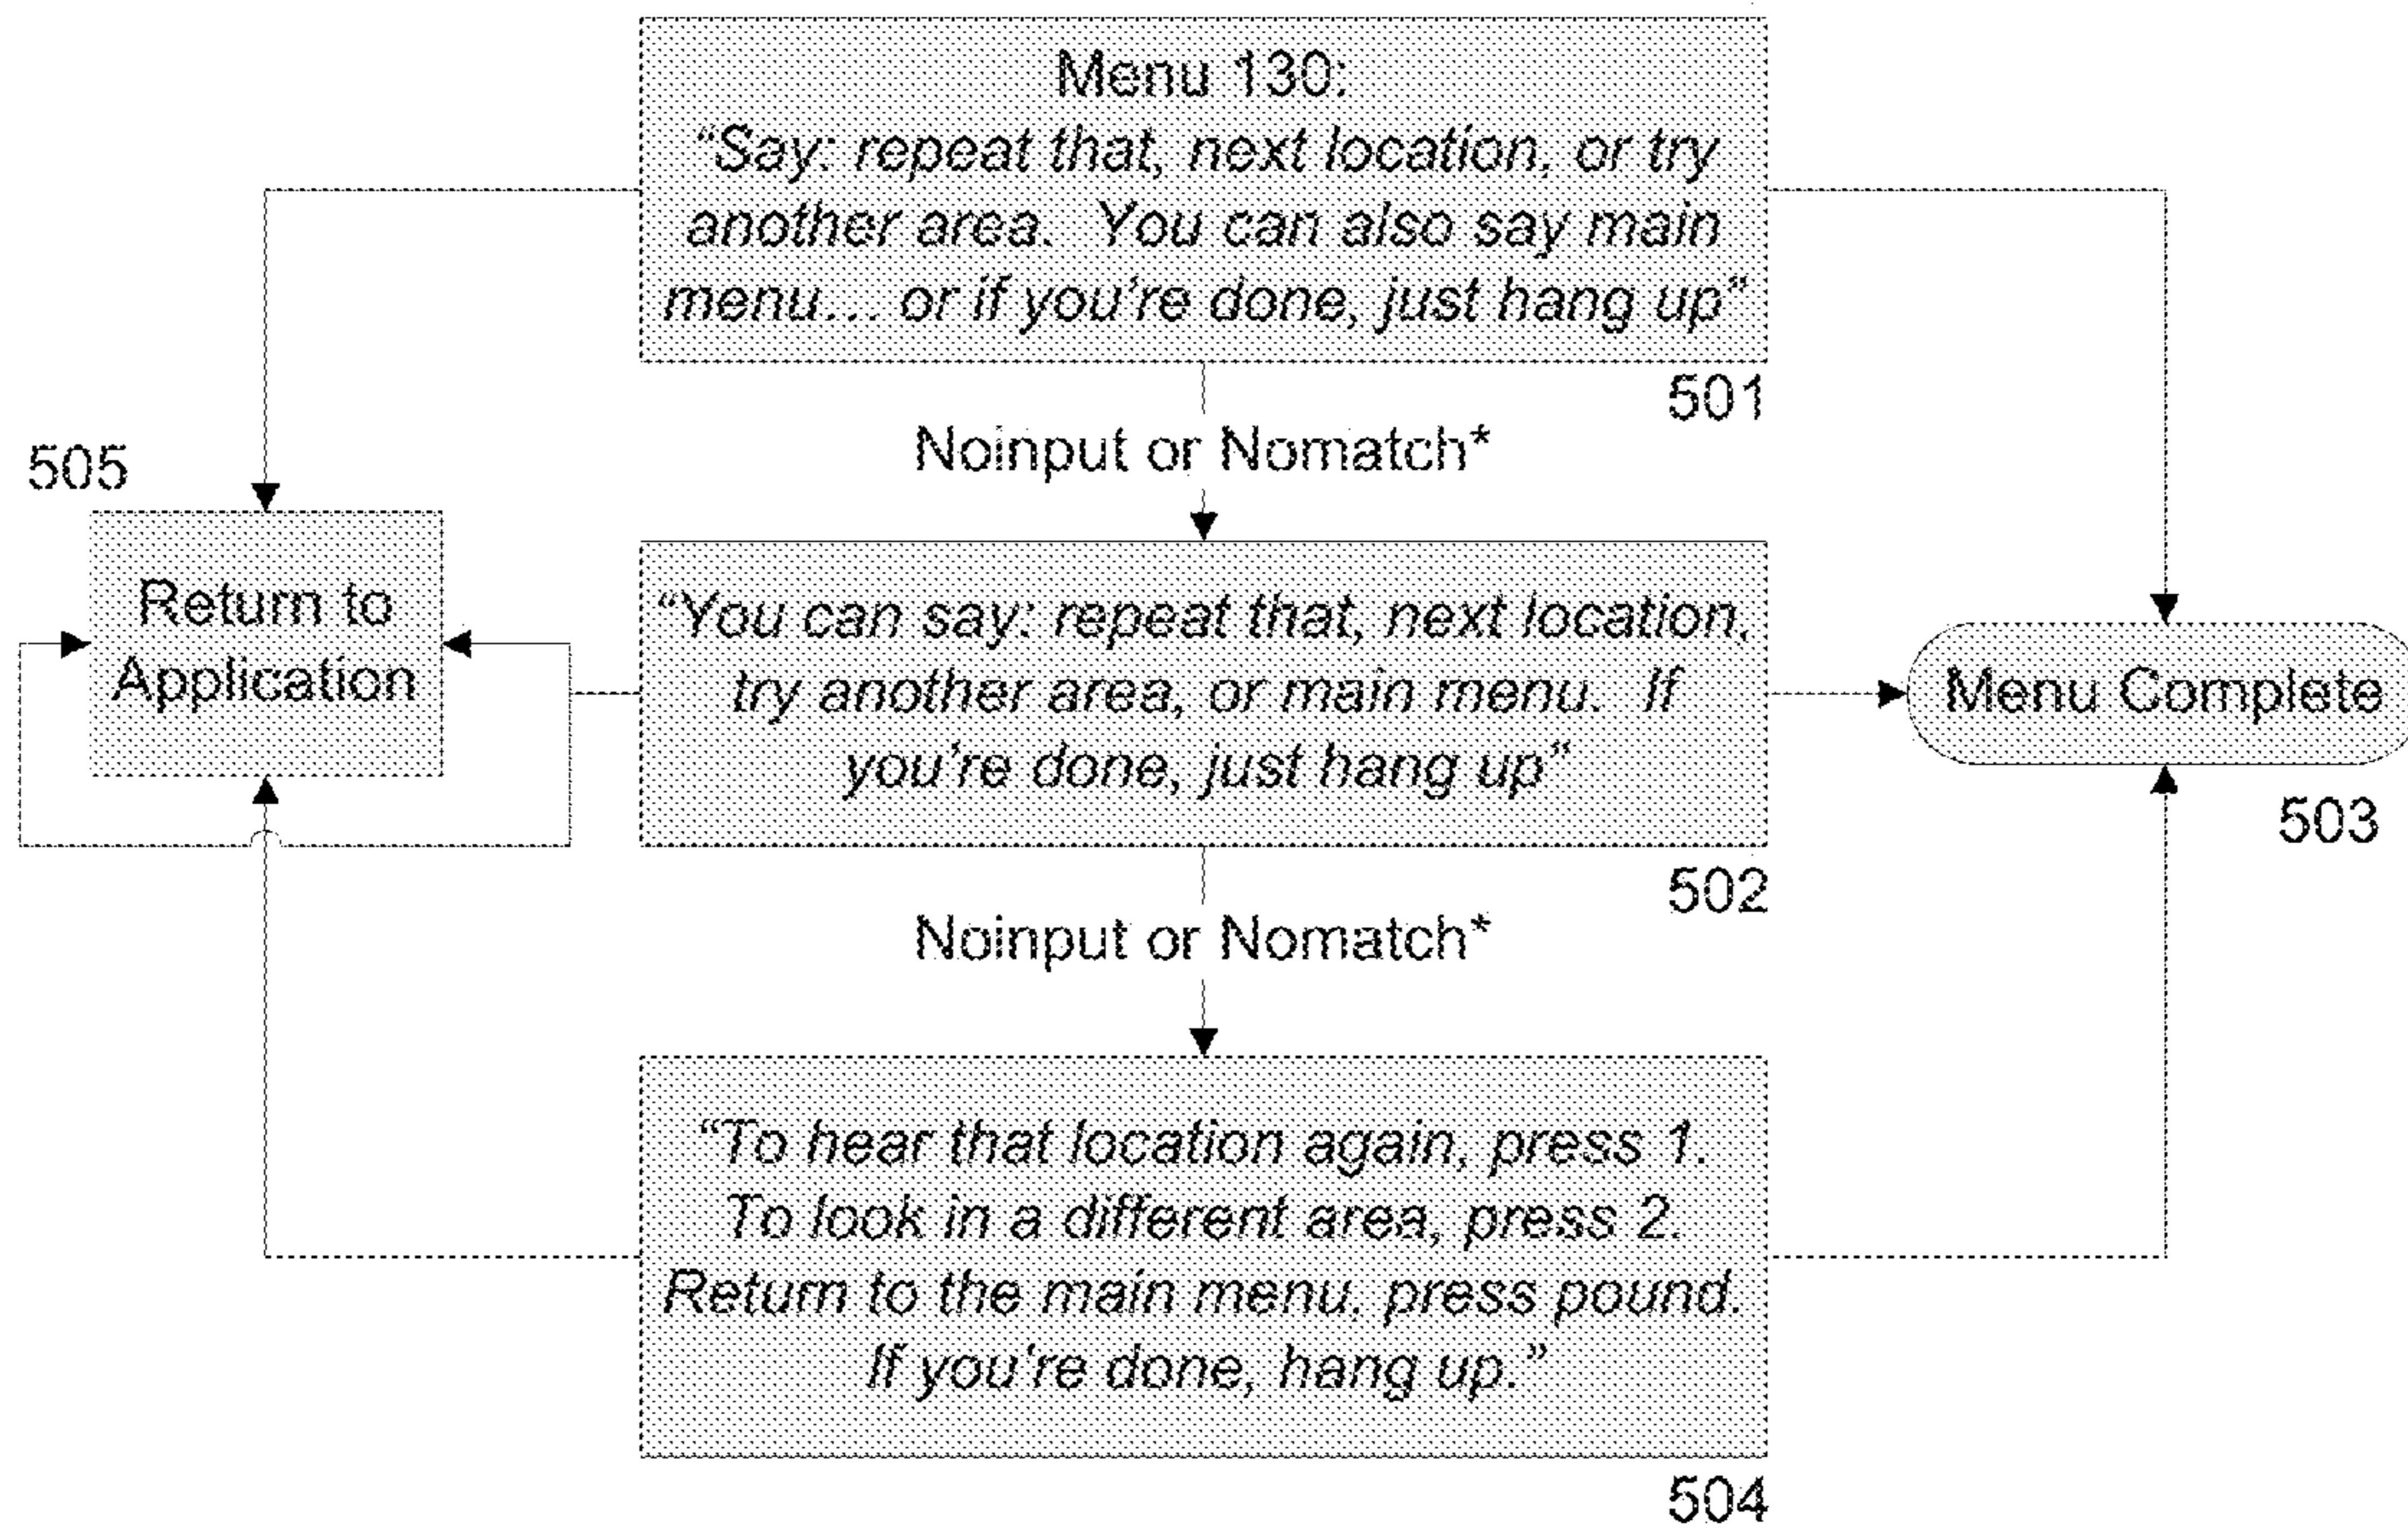 Menu 130:
“Say: repeat that, next location, or try
another area.  You can also say main
menu... or if you’re done, just hang up”
501
Noinput or Nomatch*
505
Return to
Application
“You can say: repeat that, next location,
try another area, or main menu.  If
you’re done, just hang up”
502
Menu Complete
503
Noinput or Nomatch*
“To hear that location again, press 1.
To look in a different area, press 2.
Return to the main menu, press pound.
If you’re done, hang up.”
504